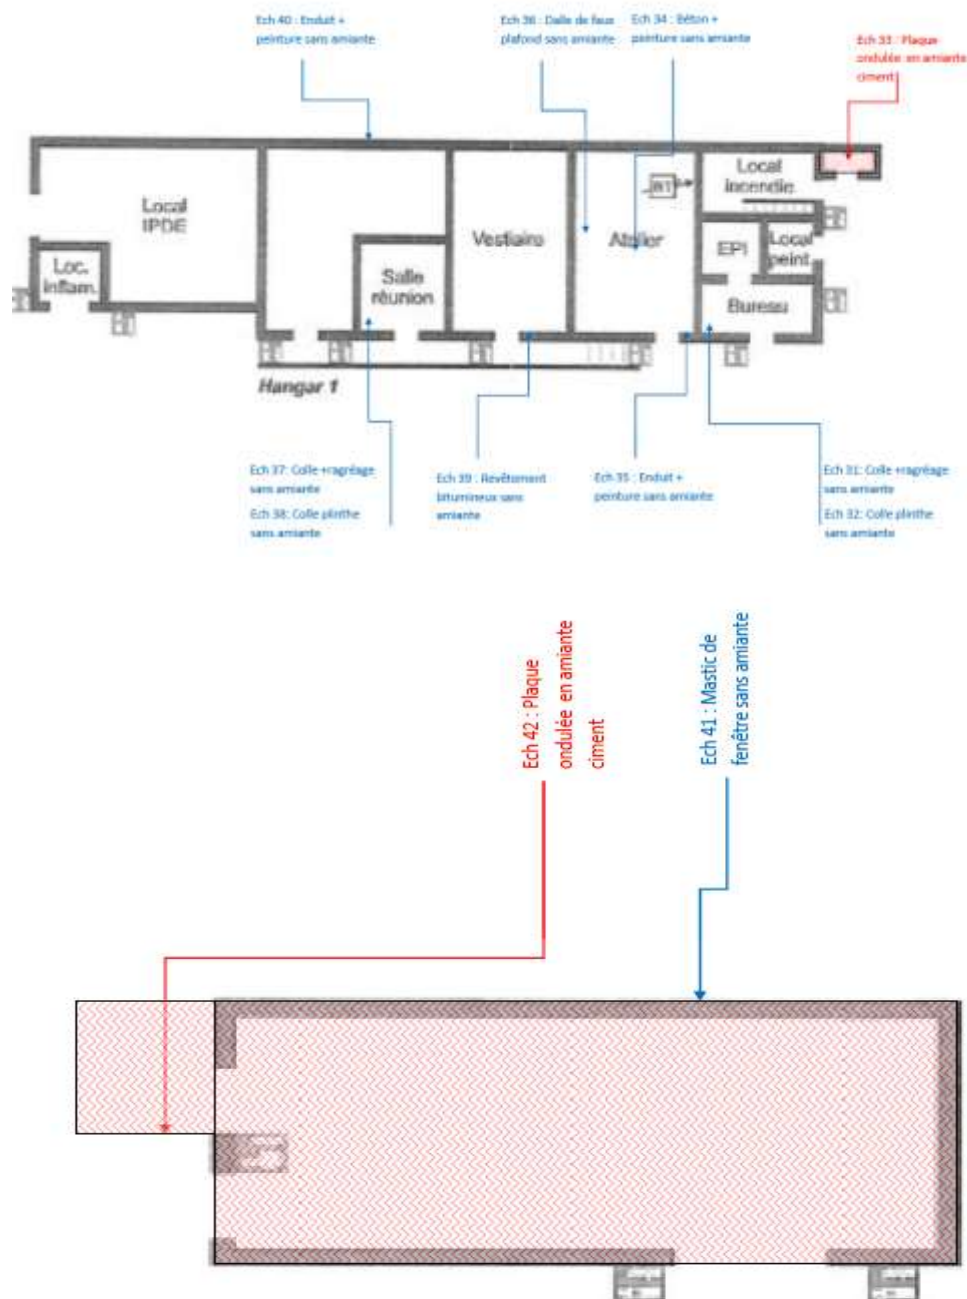 Ech 40 : Enduit +
peinture sans amiante
Ech 36 : Dalle de faux
plafond sans amiante
Ech 34 : Béton +
peinture sans amiante
Ech 33 : Plaque
ondulée en amiante
ciment
Local
IPDE
Loc.
inflam.
Salle
réunion
Vestiaire
Atelier
Local
incendie
EPI
Local
peint.
Bureau
Hangar 1
Ech 37: Colle +ragréage
sans amiante
Ech 38: Colle plinthe
sans amiante
Ech 39 : Revêtement
bitumineux sans
amiante
Ech 35 : Enduit +
peinture sans amiante
Ech 31: Colle +ragréage
sans amiante
Ech 32: Colle plinthe
sans amiante
Ech 42 : Plaque
ondulée en amiante
ciment
Ech 41 : Mastic de
fenêtre sans amiante